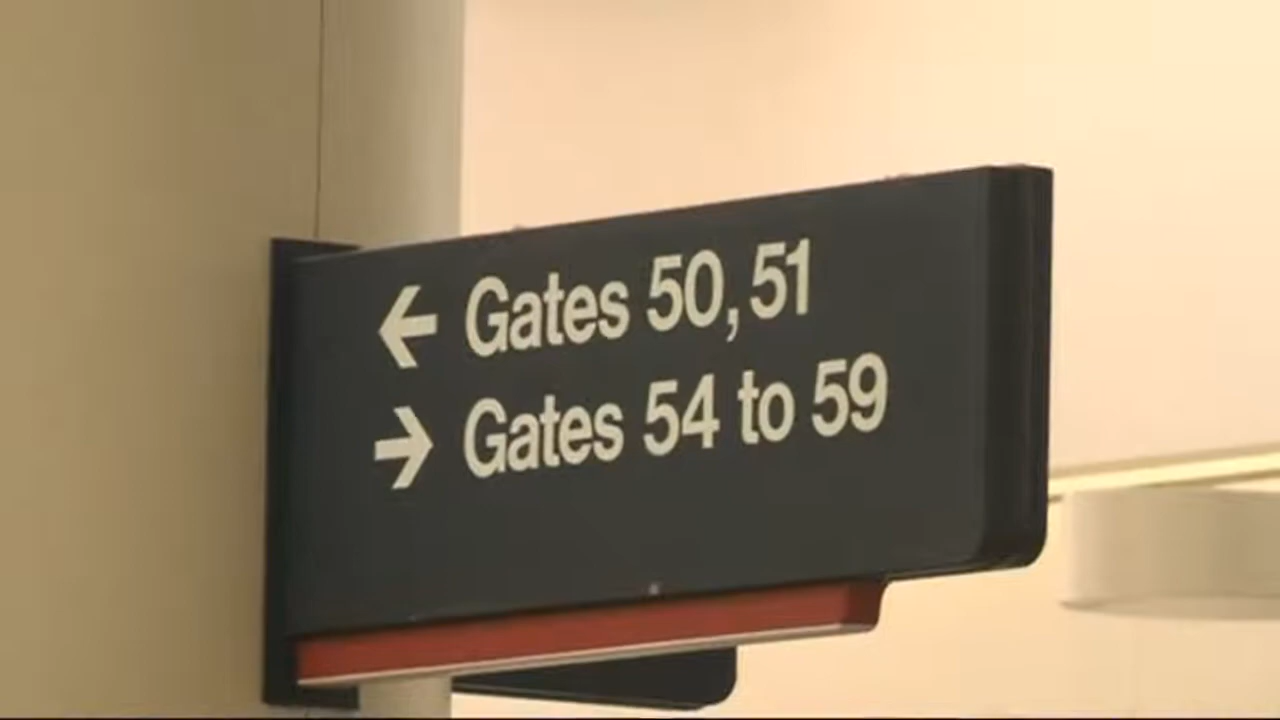 ← Gates 50, 51
→ Gates 54 to 59